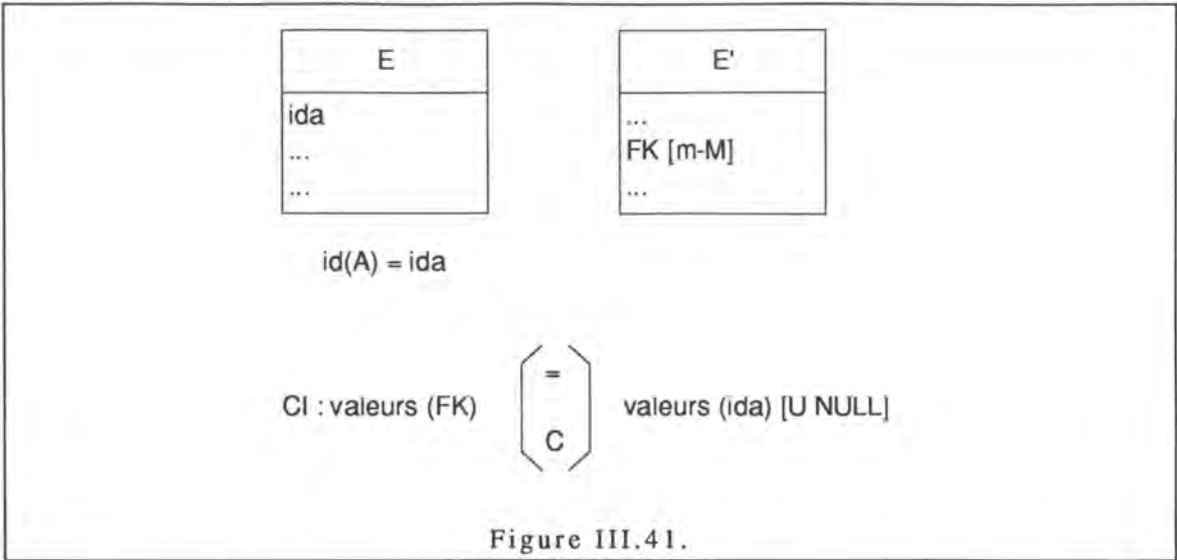 E
ida
...
...
E'
...
FK [m-M]
...
id(A) = ida
CI : valeurs (FK) = C valeurs (ida) [U NULL]
Figure III.41.